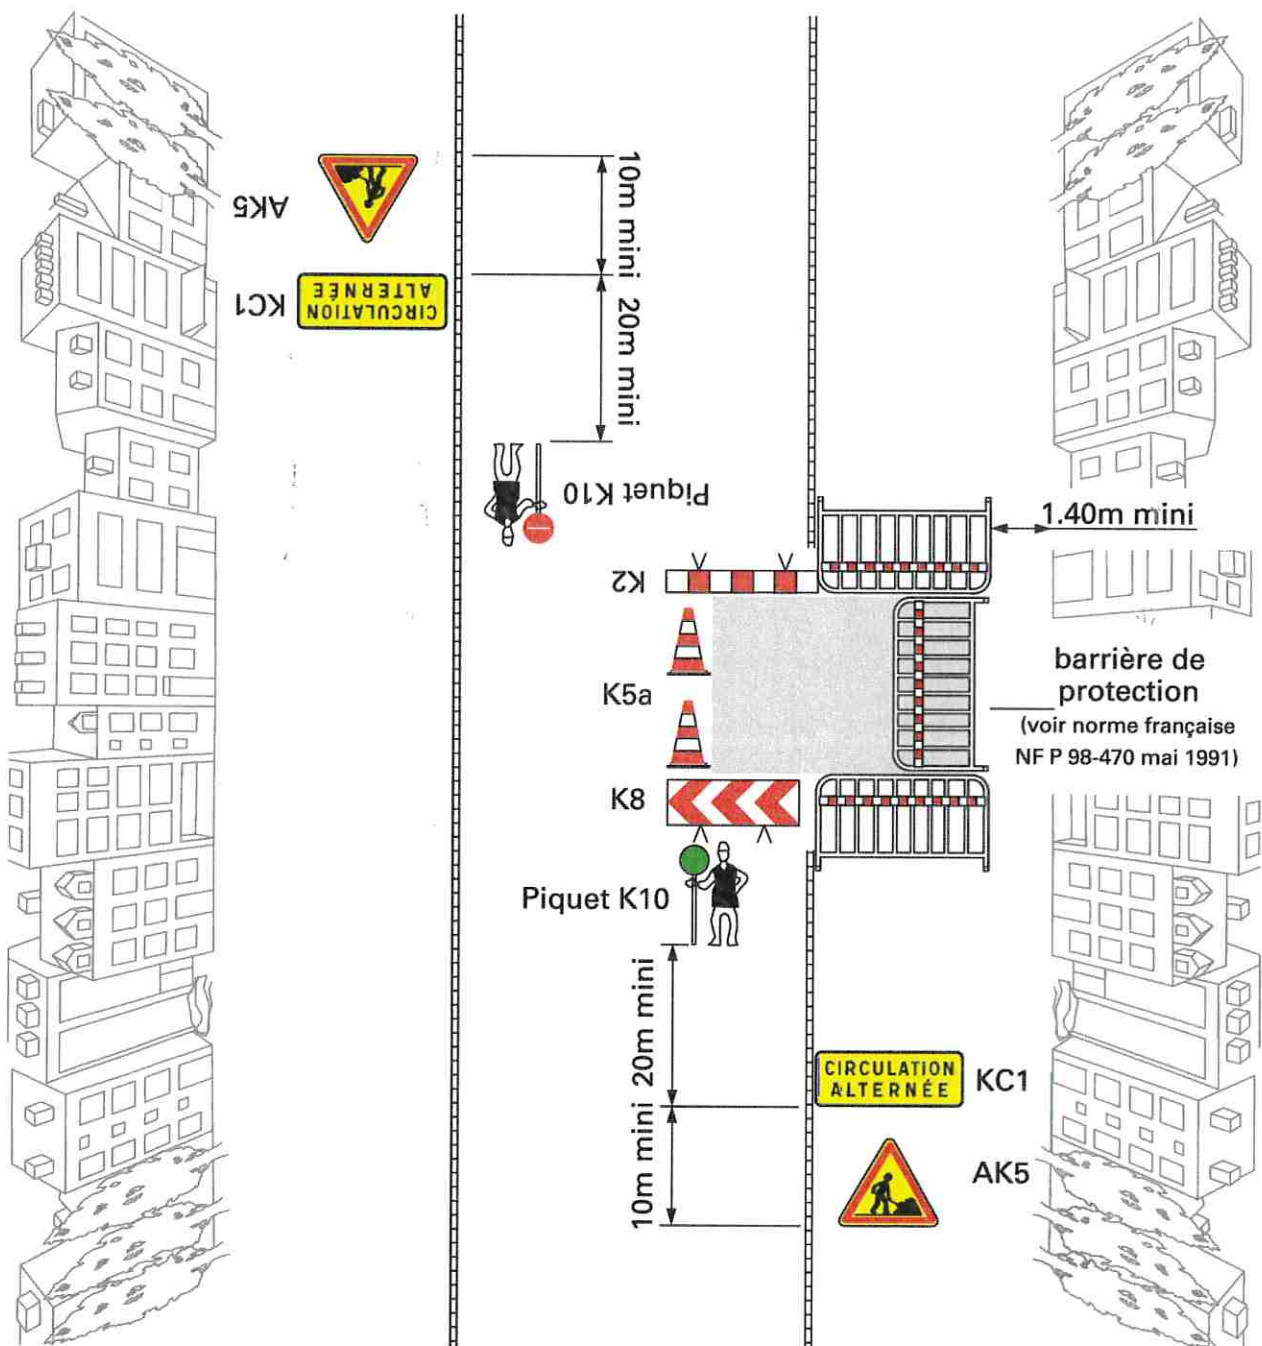 10m mini
AK5
CIRCULATION
ALTERNÉE
KC1
20m mini
Piquet K10
1.40m mini
K2
K5a
barrière de
protection
(voir norme française
NF P 98-470 mai 1991)
K8
Piquet K10
20m mini
CIRCULATION
ALTERNÉE
KC1
10m mini
AK5